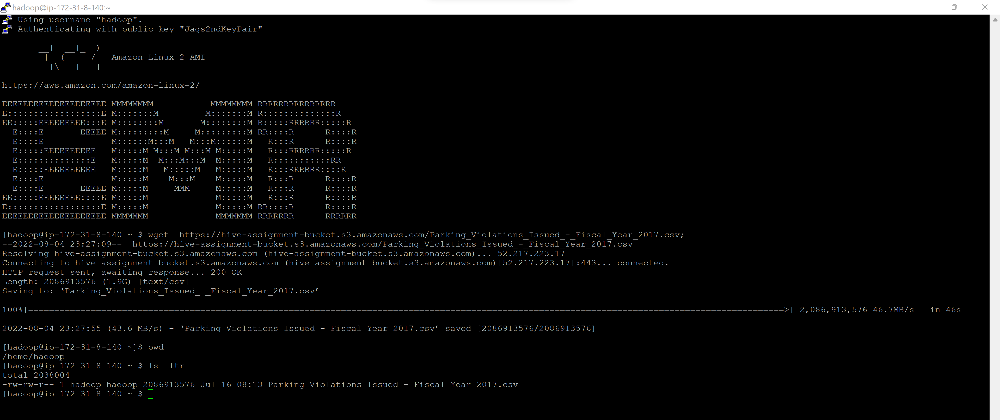 hadoop@ip-172-31-8-140:~
Using username "hadoop".
Authenticating with public key "Jags2ndKeyPair"
       __|  __|_  )
       _|  (     /   Amazon Linux 2 AMI
      ___|\___|___|
https://aws.amazon.com/amazon-linux-2/
EEEEEEEEEEEEEEEEEEEE MMMMMMMM           MMMMMMMM RRRRRRRRRRRRRRR
E::::::::::::::::::E M:::::::M         M:::::::M R::::::::::::::R
EE:::::EEEEEEEEE:::E M::::::::M       M::::::::M R:::::RRRRRR:::::R
  E::::E       EEEEE M:::::::::M     M:::::::::M RR::::R      R::::R
  E::::E             M::::::M:::M   M:::M::::::M   R:::R      R::::R
  E:::::EEEEEEEEEE   M:::::M M:::M M:::M M:::::M   R:::RRRRRR:::::R
  E::::::::::::::E   M:::::M  M:::M:::M  M:::::M   R:::::::::::RR
  E:::::EEEEEEEEEE   M:::::M   M:::::M   M:::::M   R:::RRRRRR::::R
  E::::E             M:::::M    M:::M    M:::::M   R:::R      R::::R
  E::::E       EEEEE M:::::M     MMM     M:::::M   R:::R      R::::R
EE:::::EEEEEEEE::::E M:::::M             M:::::M   R:::R      R::::R
E::::::::::::::::::E M:::::M             M:::::M RR::::R      R::::R
EEEEEEEEEEEEEEEEEEEE MMMMMMM             MMMMMMM RRRRRRR      RRRRRR
[hadoop@ip-172-31-8-140 ~]$ wget  https://hive-assignment-bucket.s3.amazonaws.com/Parking_Violations_Issued_-_Fiscal_Year_2017.csv;
--2022-08-04 23:27:09--  https://hive-assignment-bucket.s3.amazonaws.com/Parking_Violations_Issued_-_Fiscal_Year_2017.csv
Resolving hive-assignment-bucket.s3.amazonaws.com (hive-assignment-bucket.s3.amazonaws.com)... 52.217.223.17
Connecting to hive-assignment-bucket.s3.amazonaws.com (hive-assignment-bucket.s3.amazonaws.com)|52.217.223.17|:443... connected.
HTTP request sent, awaiting response... 200 OK
Length: 2086913576 (1.9G) [text/csv]
Saving to: ‘Parking_Violations_Issued_-_Fiscal_Year_2017.csv’
100%[=================================================================================================================================================>] 2,086,913,576 46.7MB/s   in 46s
2022-08-04 23:27:55 (43.6 MB/s) - ‘Parking_Violations_Issued_-_Fiscal_Year_2017.csv’ saved [2086913576/2086913576]
[hadoop@ip-172-31-8-140 ~]$ pwd
/home/hadoop
[hadoop@ip-172-31-8-140 ~]$ ls -ltr
total 2038004
-rw-rw-r-- 1 hadoop hadoop 2086913576 Jul 16 08:13 Parking_Violations_Issued_-_Fiscal_Year_2017.csv
[hadoop@ip-172-31-8-140 ~]$